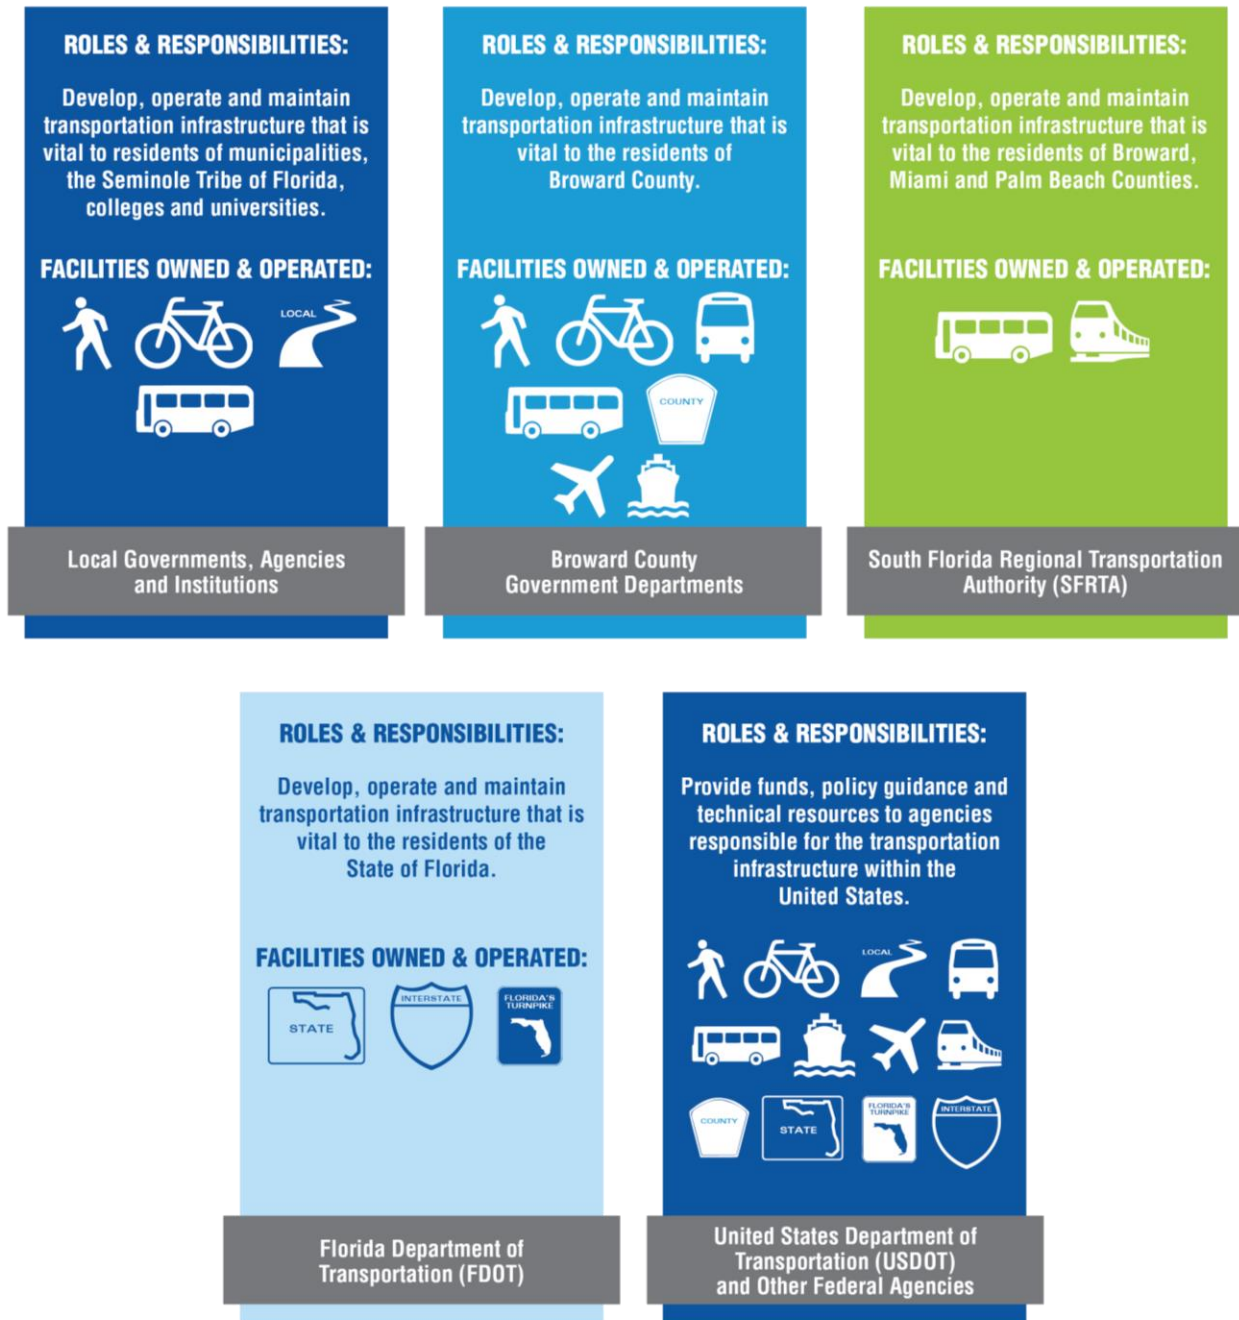 ROLES & RESPONSIBILITIES:
Develop, operate and maintain
transportation infrastructure that is
vital to residents of municipalities,
the Seminole Tribe of Florida,
colleges and universities.
FACILITIES OWNED & OPERATED:
LOCAL
Local Governments, Agencies
and Institutions
ROLES & RESPONSIBILITIES:
Develop, operate and maintain
transportation infrastructure that is
vital to the residents of
Broward County.
FACILITIES OWNED & OPERATED:
COUNTY
Broward County
Government Departments
ROLES & RESPONSIBILITIES:
Develop, operate and maintain
transportation infrastructure that is
vital to the residents of Broward,
Miami and Palm Beach Counties.
FACILITIES OWNED & OPERATED:
South Florida Regional Transportation
Authority (SFRTA)
ROLES & RESPONSIBILITIES:
Develop, operate and maintain
transportation infrastructure that is
vital to the residents of the
State of Florida.
FACILITIES OWNED & OPERATED:
STATE
INTERSTATE
FLORIDA'S
TURNPIKE
Florida Department of
Transportation (FDOT)
ROLES & RESPONSIBILITIES:
Provide funds, policy guidance and
technical resources to agencies
responsible for the transportation
infrastructure within the
United States.
LOCAL
COUNTY
STATE
FLORIDA'S
TURNPIKE
INTERSTATE
United States Department of
Transportation (USDOT)
and Other Federal Agencies